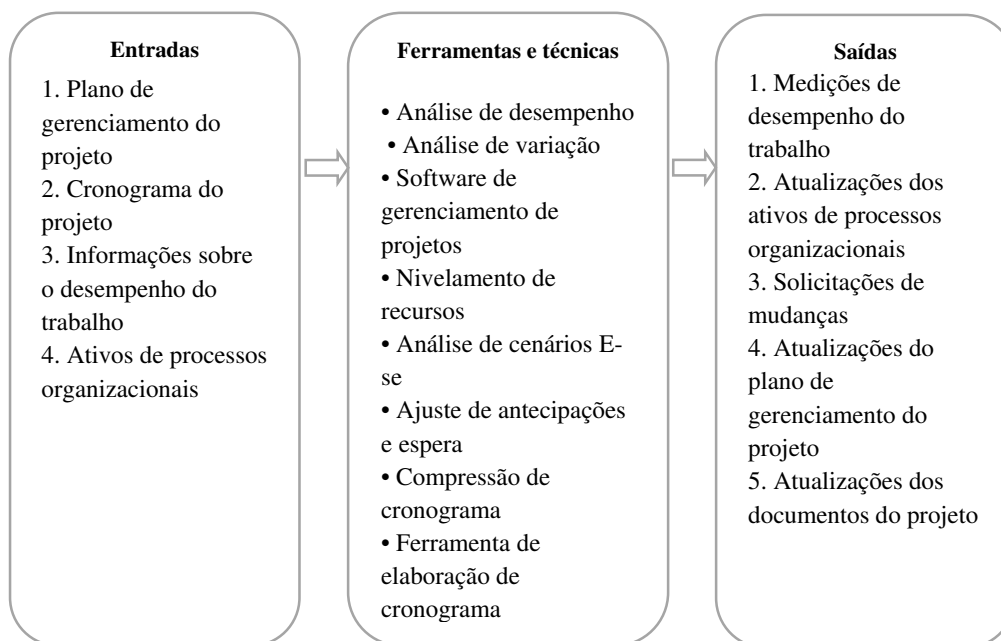 Entradas
1. Plano de
gerenciamento do
projeto
2. Cronograma do
projeto
3. Informações sobre
o desempenho do
trabalho
4. Ativos de processos
organizacionais
Ferramentas e técnicas
• Análise de desempenho
• Análise de variação
• Software de
gerenciamento de
projetos
• Nivelamento de
recursos
• Análise de cenários E-
se
• Ajuste de antecipações
e espera
• Compressão de
cronograma
• Ferramenta de
elaboração de
cronograma
Saídas
1. Medições de
desempenho do
trabalho
2. Atualizações dos
ativos de processos
organizacionais
3. Solicitações de
mudanças
4. Atualizações do
plano de
gerenciamento do
projeto
5. Atualizações dos
documentos do projeto